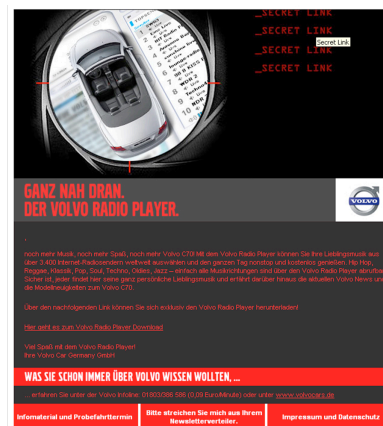 _SECRET LINK
_SECRET LINK
_SECRET LINK
Secret Link
_SECRET LINK
TOP50
SWR3
WDR 2
GANZ NAH DRAN.
DER VOLVO RADIO PLAYER.
VOLVO
noch mehr Musik, noch mehr Spaß, noch mehr Volvo C70! Mit dem Volvo Radio Player können Sie Ihre Lieblingsmusik aus
über 3.400 Internet-Radiosendern weltweit auswählen und den ganzen Tag nonstop und kostenlos genießen. Hip Hop,
Reggae, Klassik, Pop, Soul, Techno, Oldies, Jazz – einfach alle Musikrichtungen sind über den Volvo Radio Player abrufbar.
Sicher ist, jeder findet hier seine ganz persönliche Lieblingsmusik und erfährt darüber hinaus die aktuellen Volvo News und
die Modellneuigkeiten zum Volvo C70.
Über den nachfolgenden Link können Sie sich exklusiv den Volvo Radio Player herunterladen!
Hier geht es zum Volvo Radio Player Download
Viel Spaß mit dem Volvo Radio Player!
Ihre Volvo Car Germany GmbH
WAS SIE SCHON IMMER ÜBER VOLVO WISSEN WOLLTEN, ...
... erfahren Sie unter der Volvo Infoline: 01803/386 586 (0,09 Euro/Minute) oder unter www.volvocars.de
Infomaterial und Probefahrttermin
Bitte streichen Sie mich aus Ihrem
Newsletterverteiler.
Impressum und Datenschutz